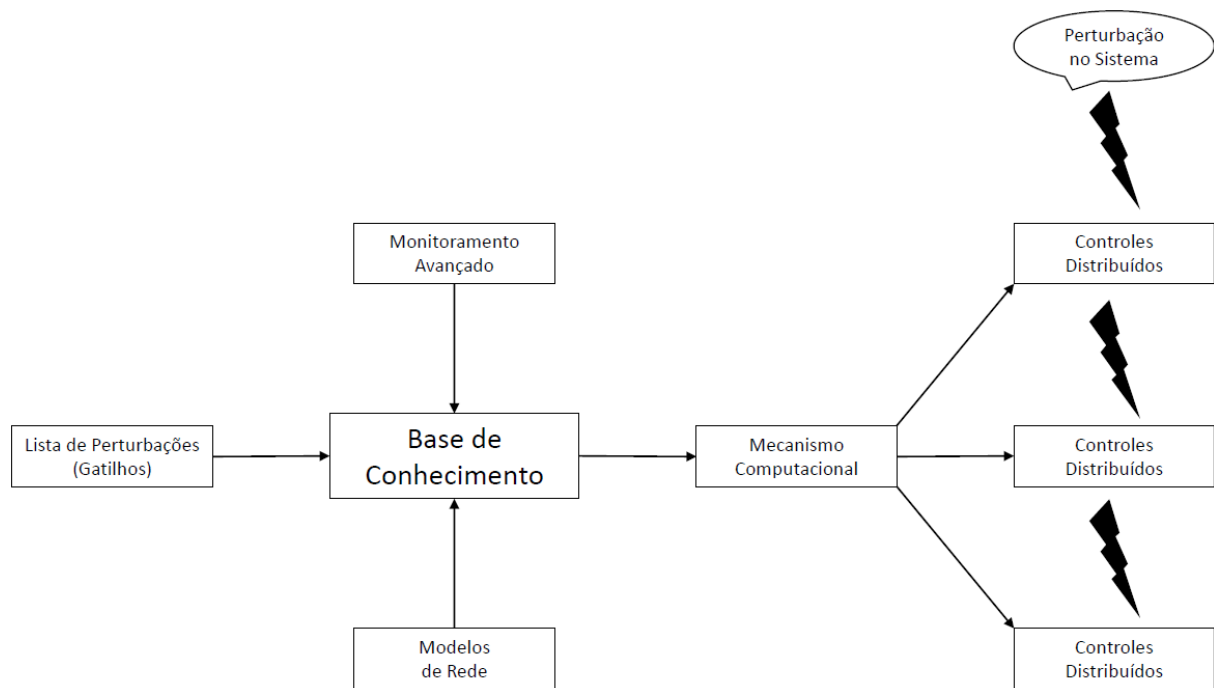 Perturbação
no Sistema
Monitoramento
Avançado
Controles
Distribuídos
Lista de Perturbações
(Gatilhos)
Base de
Conhecimento
Mecanismo
Computacional
Controles
Distribuídos
Modelos
de Rede
Controles
Distribuídos